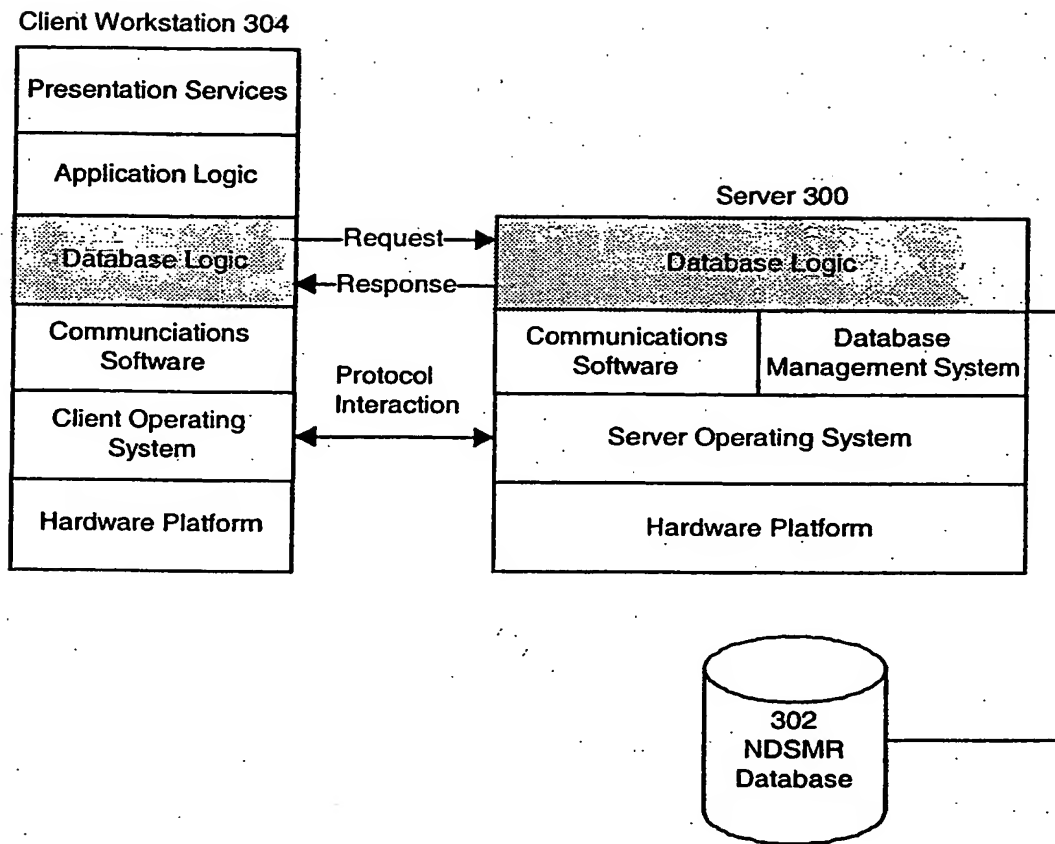 Client Workstation 304
Presentation Services
Application Logic
Database Logic
Communciations
Software
Client Operating
System
Hardware Platform
Request
Response
Protocol
Interaction
Server 300
Database Logic
Communications
Software
Database
Management System
Server Operating System
Hardware Platform
302
NDSMR
Database